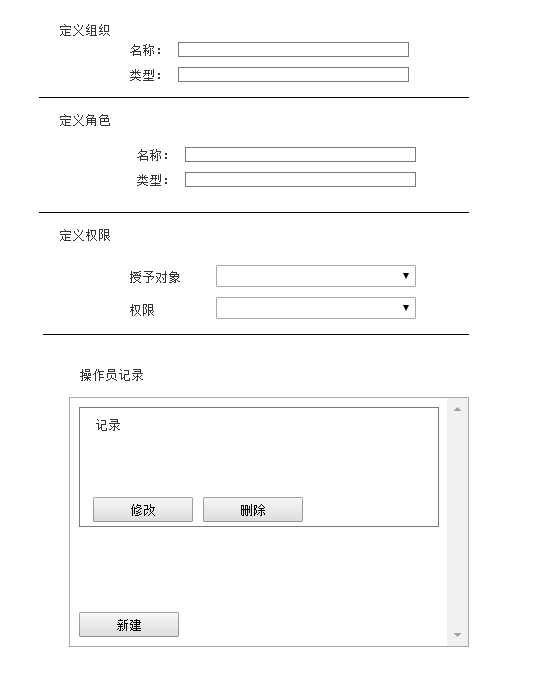 定义组织
名称：
类型：
定义角色
名称：
类型：
定义权限
授予对象
权限
操作员记录
记录
修改 删除
新建